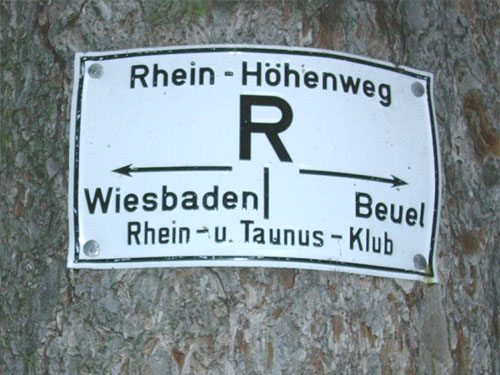 Rhein - Höhenweg
R
Wiesbaden Beuel
Rhein - u. Taunus - Klub